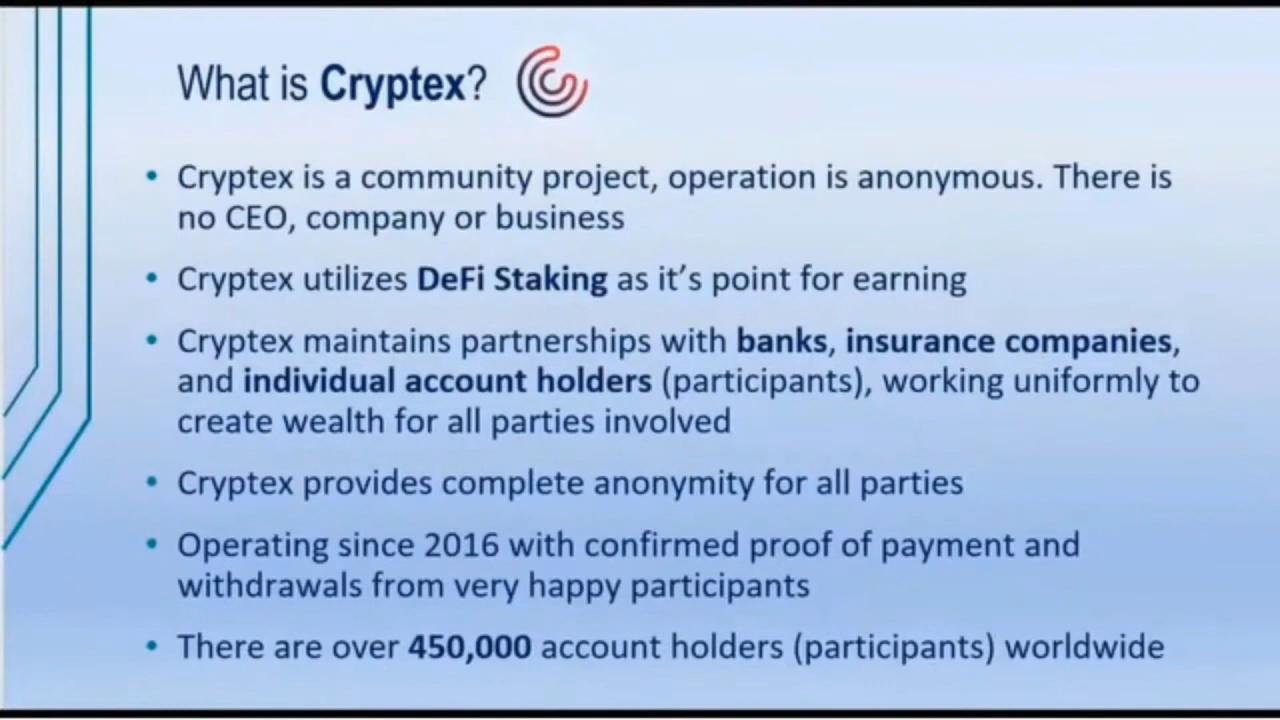 What is Cryptex?
• Cryptex is a community project, operation is anonymous. There is
no CEO, company or business
• Cryptex utilizes DeFi Staking as it’s point for earning
• Cryptex maintains partnerships with banks, insurance companies,
and individual account holders (participants), working uniformly to
create wealth for all parties involved
• Cryptex provides complete anonymity for all parties
• Operating since 2016 with confirmed proof of payment and
withdrawals from very happy participants
• There are over 450,000 account holders (participants) worldwide